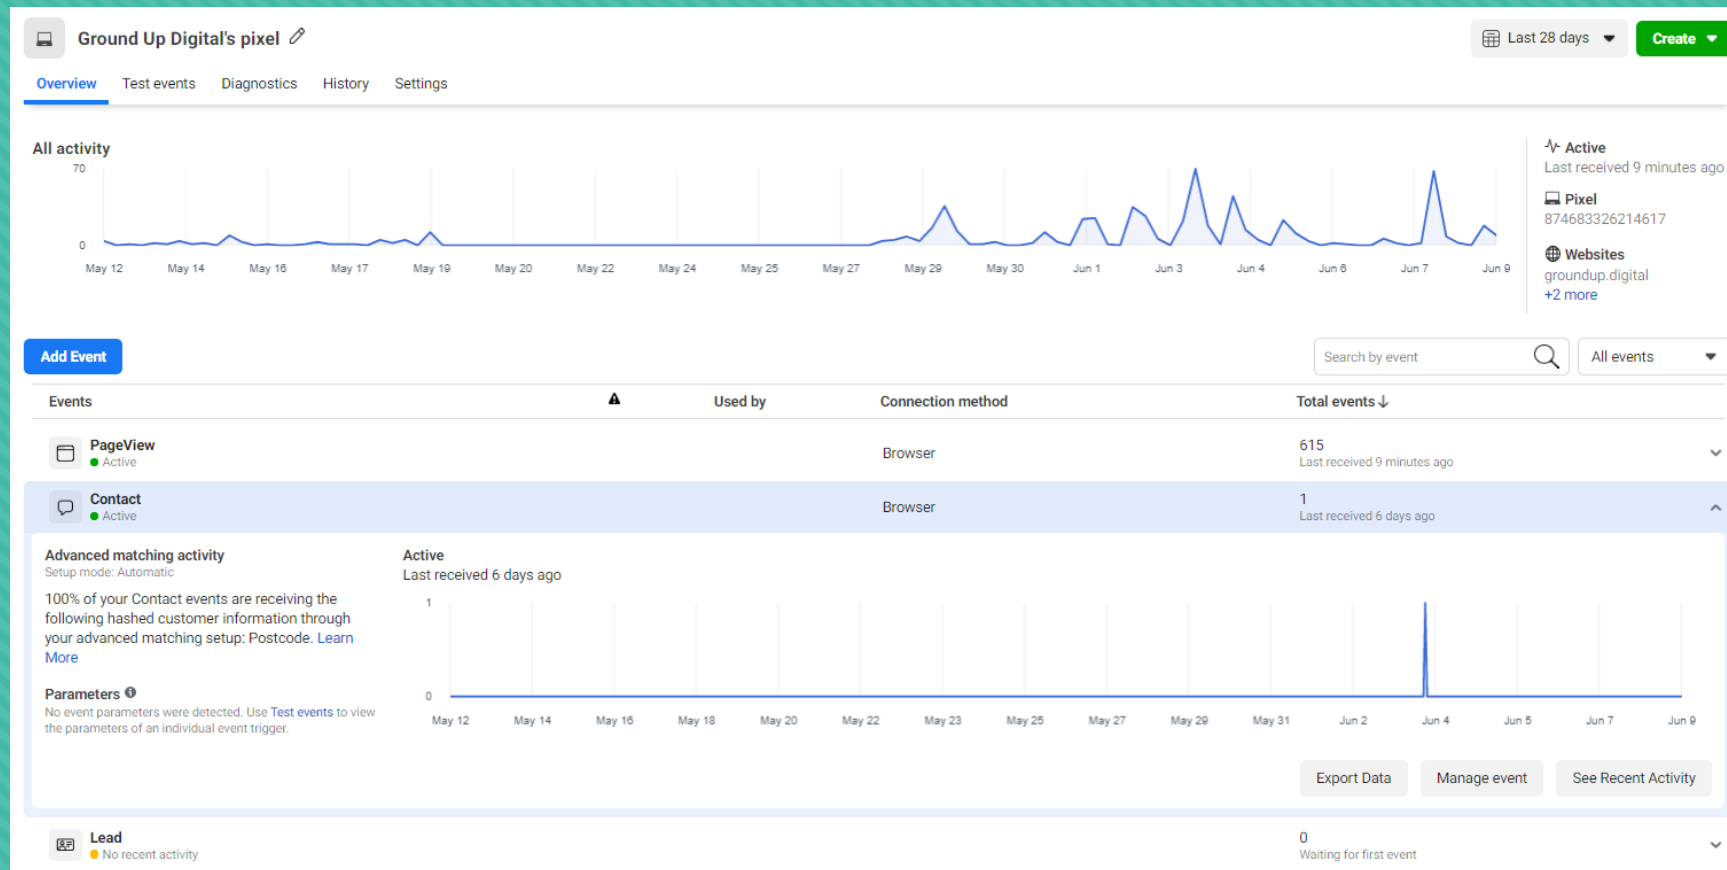 Ground Up Digital's pixel
Last 28 days
Create
Overview Test events Diagnostics History Settings
All activity
70
0
May 12 May 14 May 16 May 17 May 19 May 20 May 22 May 24 May 25 May 27 May 29 May 30 Jun 1 Jun 3 Jun 4 Jun 6 Jun 7 Jun 9
Active
Last received 9 minutes ago
Pixel
874683326214617
Websites
groundup.digital
+2 more
Add Event
Search by event
All events
Events Used by Connection method Total events
PageView
Active
Browser
615
Last received 9 minutes ago
Contact
Active
Browser
1
Last received 6 days ago
Advanced matching activity
Setup mode: Automatic
100% of your Contact events are receiving the
following hashed customer information through
your advanced matching setup: Postcode. Learn
More
Parameters
No event parameters were detected. Use Test events to view
the parameters of an individual event trigger.
Active
Last received 6 days ago
1
0
May 12 May 14 May 16 May 18 May 20 May 22 May 23 May 25 May 27 May 29 May 31 Jun 2 Jun 4 Jun 5 Jun 7 Jun 9
Export Data Manage event See Recent Activity
Lead
No recent activity
0
Waiting for first event